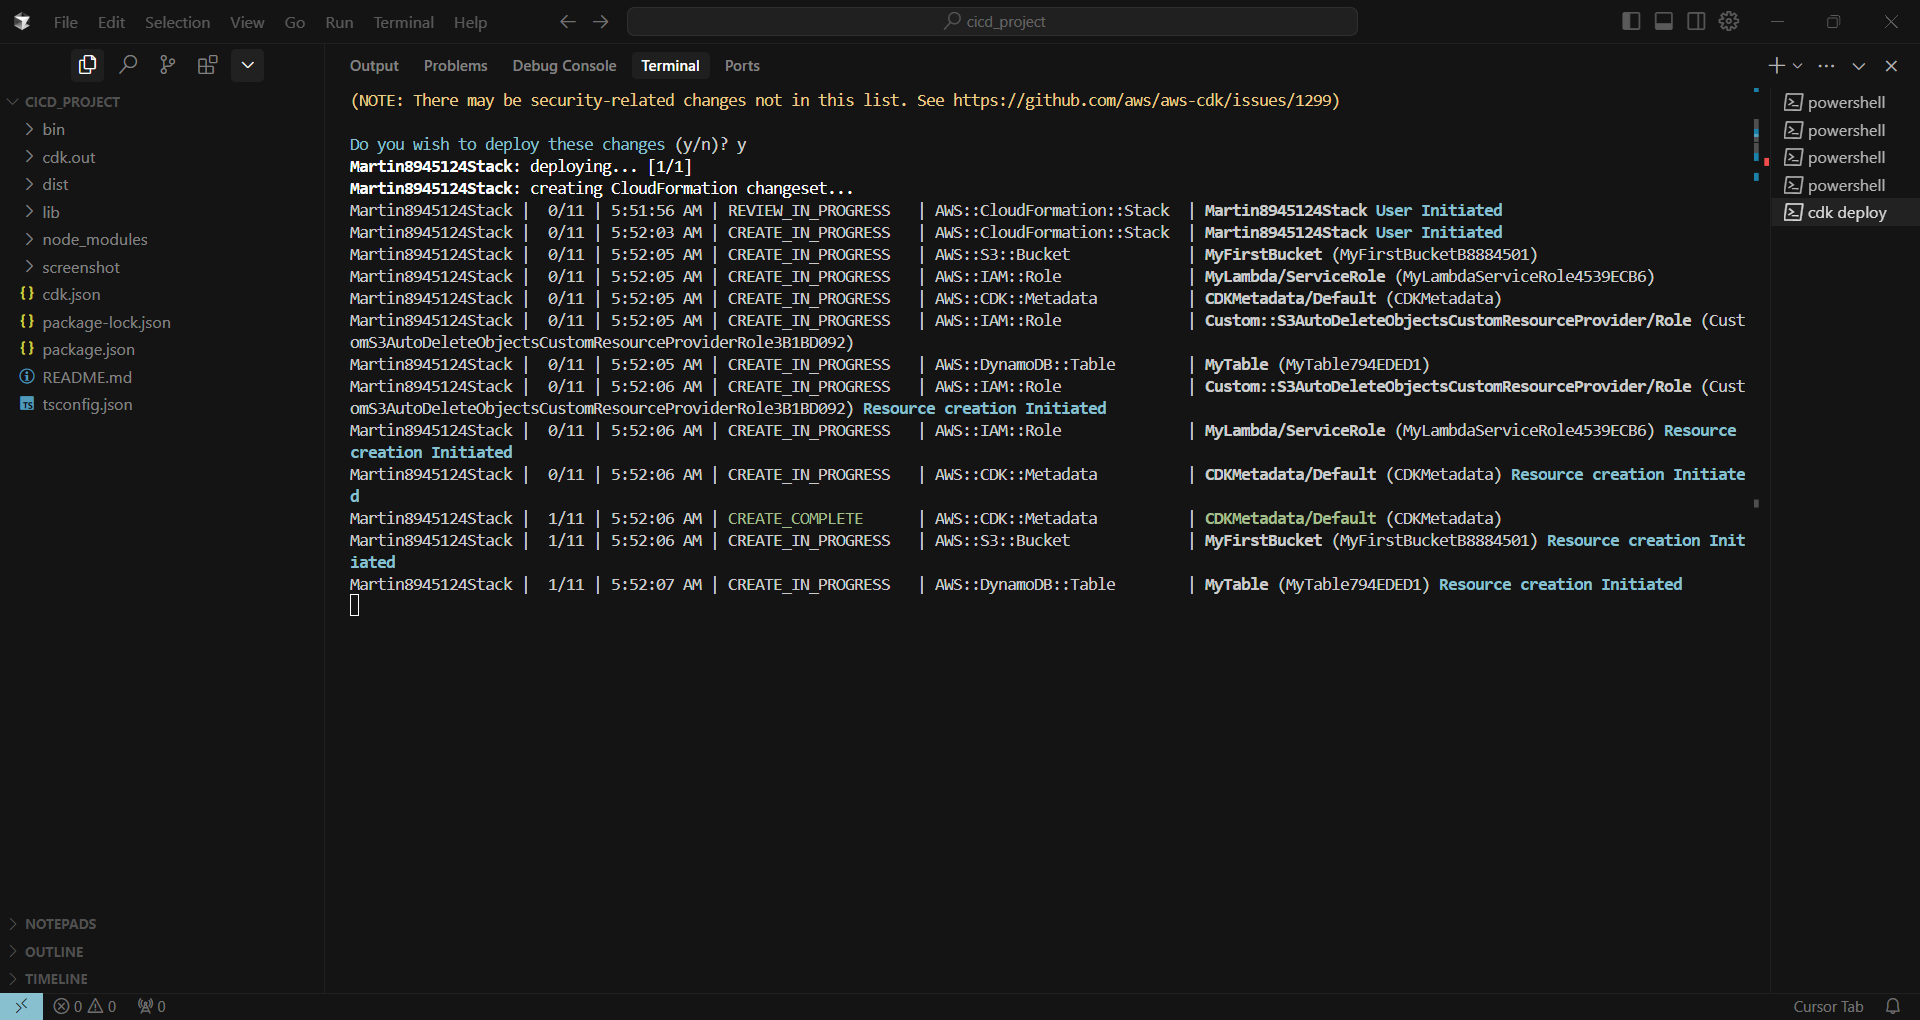 File Edit Selection View Go Run Terminal Help
cicd_project
Output Problems Debug Console Terminal Ports
CICD_PROJECT
bin
cdk.out
dist
lib
node_modules
screenshot
{} cdk.json
{} package-lock.json
{} package.json
README.md
TS tsconfig.json
NOTEPADS
OUTLINE
TIMELINE
(NOTE: There may be security-related changes not in this list. See https://github.com/aws/aws-cdk/issues/1299)
Do you wish to deploy these changes (y/n)? y
Martin8945124Stack: deploying... [1/1]
Martin8945124Stack: creating CloudFormation changeset...
Martin8945124Stack | 0/11 | 5:51:56 AM | REVIEW_IN_PROGRESS | AWS::CloudFormation::Stack | Martin8945124Stack User Initiated
Martin8945124Stack | 0/11 | 5:52:03 AM | CREATE_IN_PROGRESS | AWS::CloudFormation::Stack | Martin8945124Stack User Initiated
Martin8945124Stack | 0/11 | 5:52:05 AM | CREATE_IN_PROGRESS | AWS::S3::Bucket | MyFirstBucket (MyFirstBucketB8884501)
Martin8945124Stack | 0/11 | 5:52:05 AM | CREATE_IN_PROGRESS | AWS::IAM::Role | MyLambda/ServiceRole (MyLambdaServiceRole4539ECB6)
Martin8945124Stack | 0/11 | 5:52:05 AM | CREATE_IN_PROGRESS | AWS::CDK::Metadata | CDKMetadata/Default (CDKMetadata)
Martin8945124Stack | 0/11 | 5:52:05 AM | CREATE_IN_PROGRESS | AWS::IAM::Role | Custom::S3AutoDeleteObjectsCustomResourceProvider/Role (Cust
omS3AutoDeleteObjectsCustomResourceProviderRole3B1BD092)
Martin8945124Stack | 0/11 | 5:52:05 AM | CREATE_IN_PROGRESS | AWS::DynamoDB::Table | MyTable (MyTable794EDED1)
Martin8945124Stack | 0/11 | 5:52:06 AM | CREATE_IN_PROGRESS | AWS::IAM::Role | Custom::S3AutoDeleteObjectsCustomResourceProvider/Role (Cust
omS3AutoDeleteObjectsCustomResourceProviderRole3B1BD092) Resource creation Initiated
Martin8945124Stack | 0/11 | 5:52:06 AM | CREATE_IN_PROGRESS | AWS::IAM::Role | MyLambda/ServiceRole (MyLambdaServiceRole4539ECB6) Resource
creation Initiated
Martin8945124Stack | 0/11 | 5:52:06 AM | CREATE_IN_PROGRESS | AWS::CDK::Metadata | CDKMetadata/Default (CDKMetadata) Resource creation Initiate
d
Martin8945124Stack | 1/11 | 5:52:06 AM | CREATE_COMPLETE | AWS::CDK::Metadata | CDKMetadata/Default (CDKMetadata)
Martin8945124Stack | 1/11 | 5:52:06 AM | CREATE_IN_PROGRESS | AWS::S3::Bucket | MyFirstBucket (MyFirstBucketB8884501) Resource creation Init
iated
Martin8945124Stack | 1/11 | 5:52:07 AM | CREATE_IN_PROGRESS | AWS::DynamoDB::Table | MyTable (MyTable794EDED1) Resource creation Initiated
powershell
powershell
powershell
powershell
cdk deploy
0 0 0
Cursor Tab